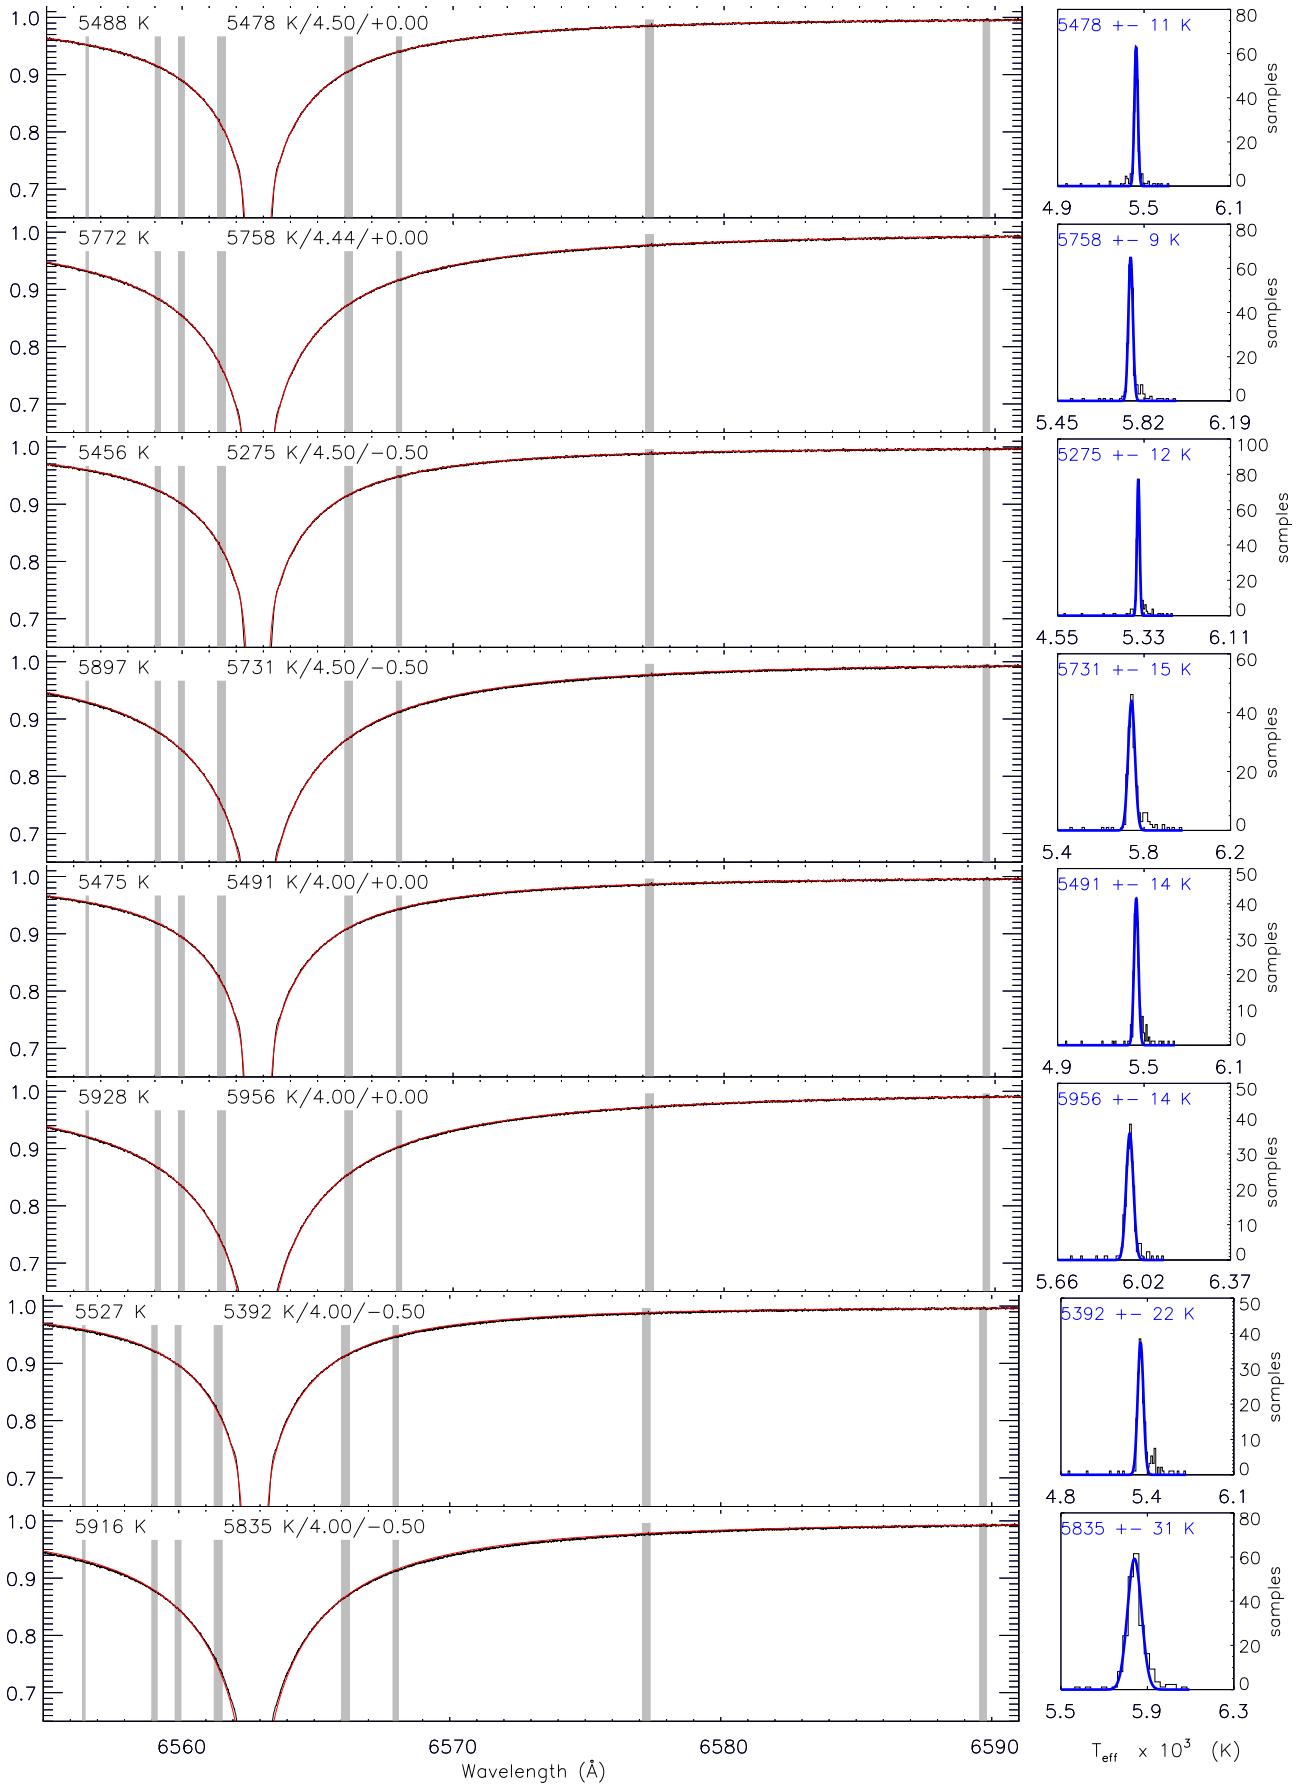 5488 K 5478 K/4.50/+0.00
1.0
0.9
0.8
0.7
5478 +− 11 K
80
60
40
20
0
samples
4.9 5.5 6.1
5772 K 5758 K/4.44/+0.00
1.0
0.9
0.8
0.7
5758 +− 9 K
80
60
40
20
0
samples
5.45 5.82 6.19
5456 K 5275 K/4.50/−0.50
1.0
0.9
0.8
0.7
5275 +− 12 K
100
80
60
40
20
0
samples
4.55 5.33 6.11
5897 K 5731 K/4.50/−0.50
1.0
0.9
0.8
0.7
5731 +− 15 K
60
40
20
0
samples
5.4 5.8 6.2
5475 K 5491 K/4.00/+0.00
1.0
0.9
0.8
0.7
5491 +− 14 K
50
40
30
20
10
0
samples
4.9 5.5 6.1
5928 K 5956 K/4.00/+0.00
1.0
0.9
0.8
0.7
5956 +− 14 K
50
40
30
20
10
0
samples
5.66 6.02 6.37
5527 K 5392 K/4.00/−0.50
1.0
0.9
0.8
0.7
5392 +− 22 K
50
40
30
20
10
0
samples
4.8 5.4 6.1
5916 K 5835 K/4.00/−0.50
1.0
0.9
0.8
0.7
5835 +− 31 K
80
60
40
20
0
samples
5.5 5.9 6.3
6560 6570 6580 6590
Wavelength (Å)
T_eff x 10³ (K)